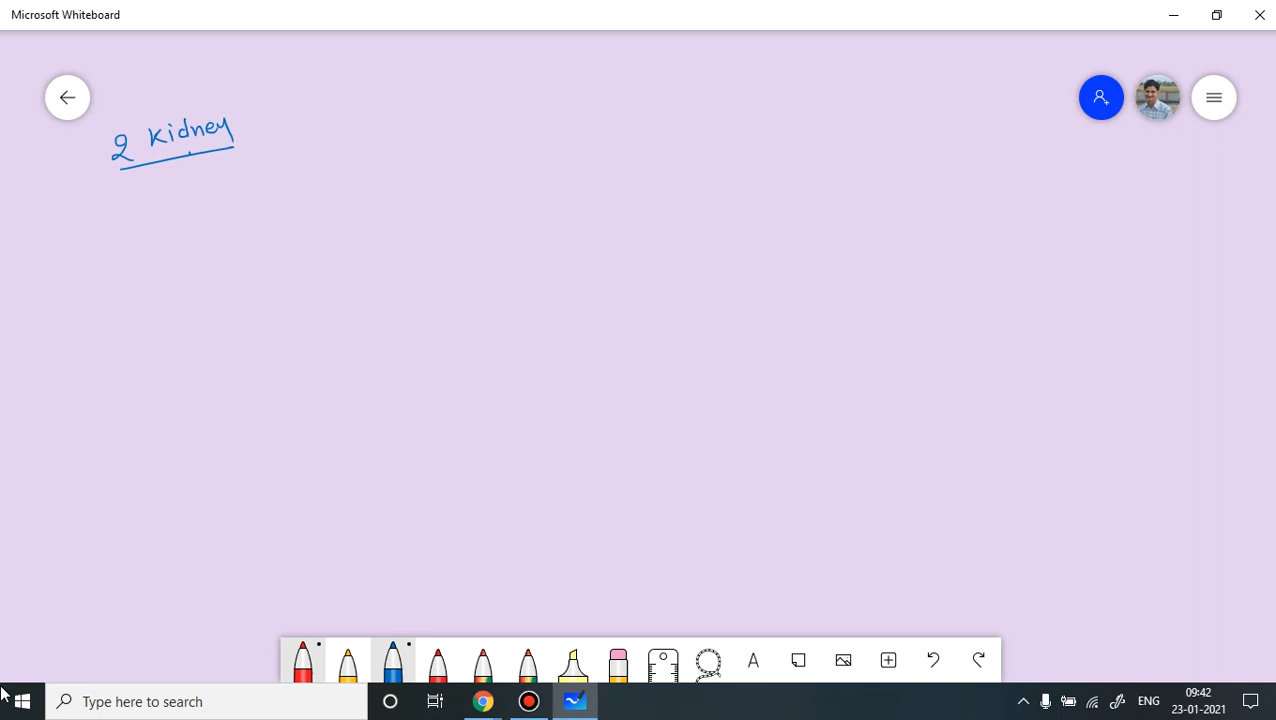 Microsoft Whiteboard
2 Kidney
A
Type here to search
ENG
09:42
23-01-2021